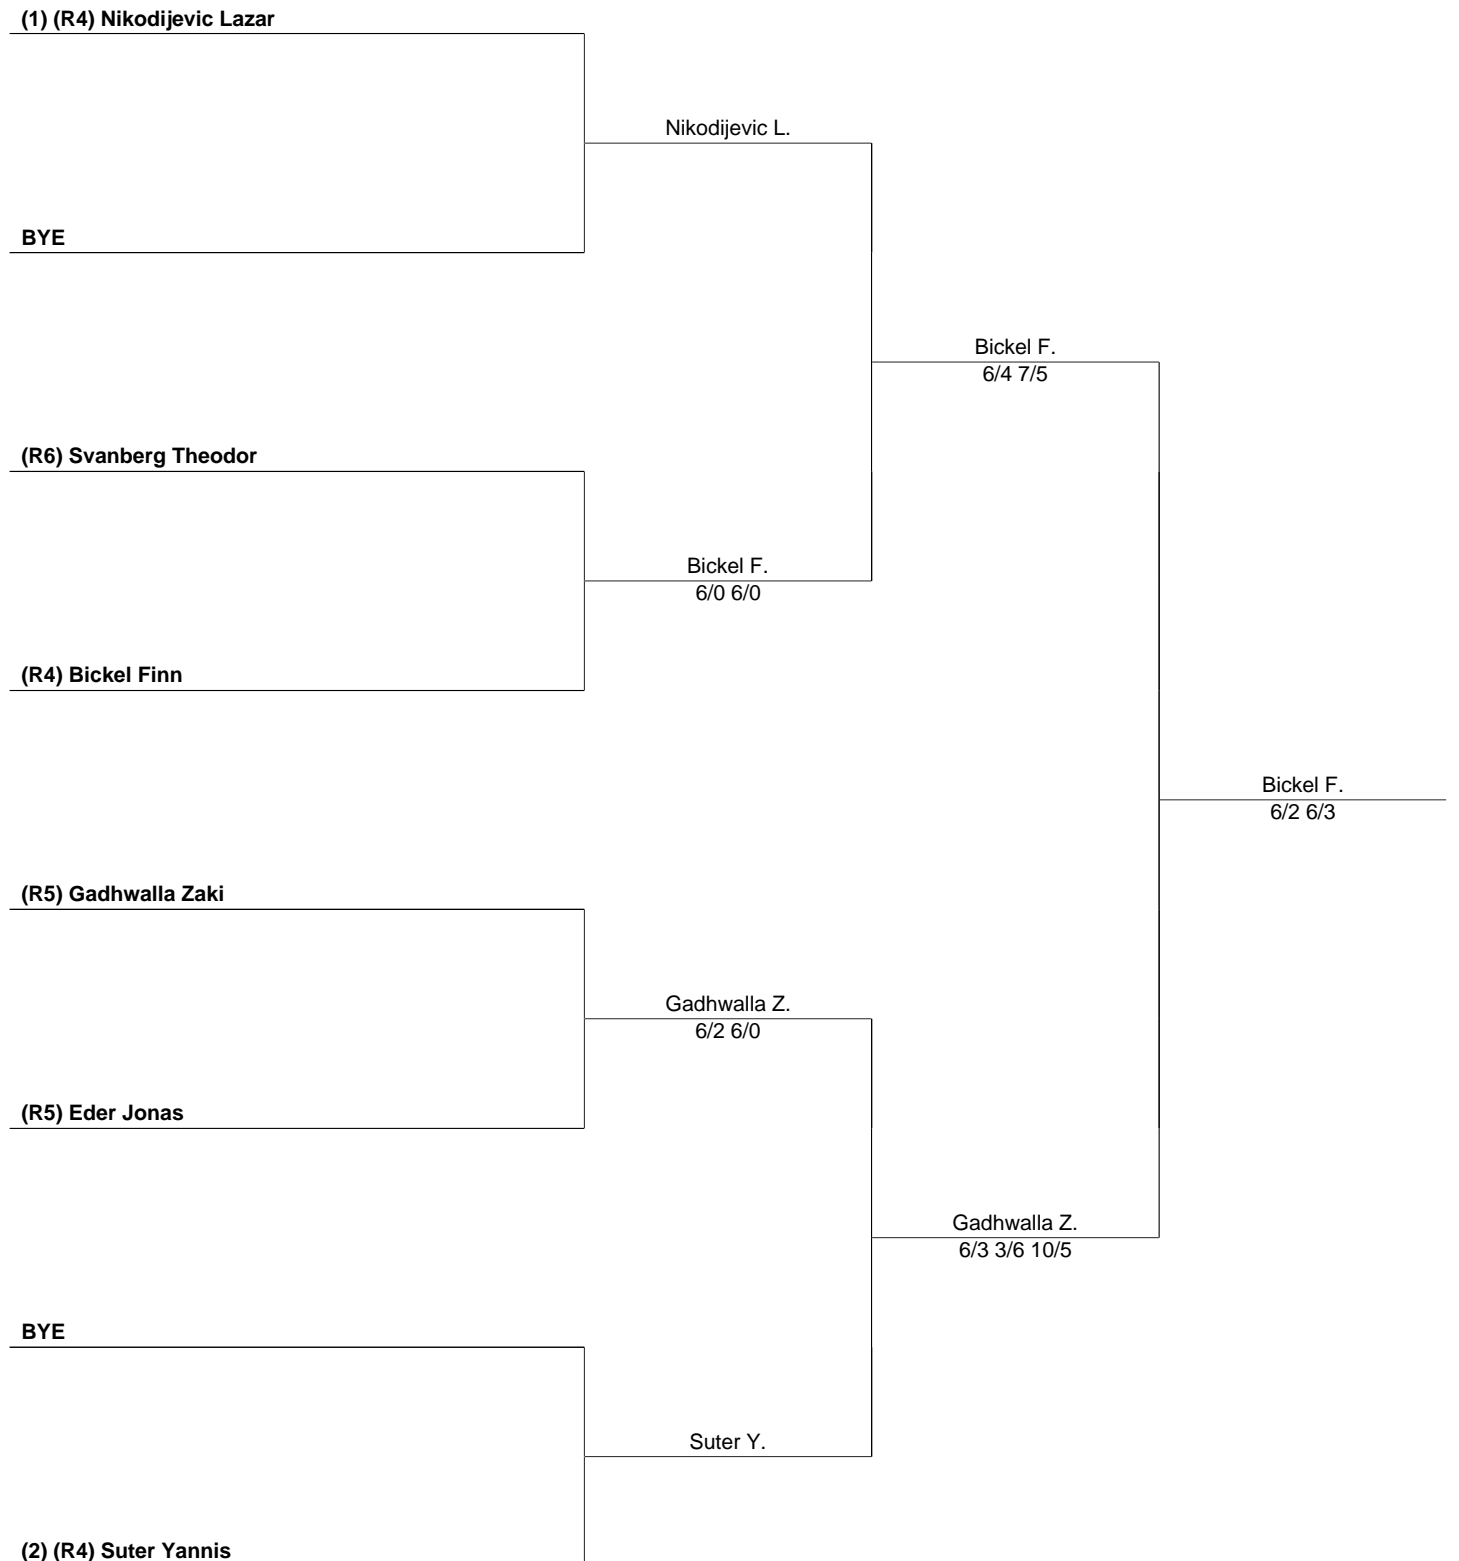 (1) (R4) Nikodijevic Lazar
Nikodijevic L.
BYE
Bickel F.
6/4 7/5
(R6) Svanberg Theodor
Bickel F.
6/0 6/0
(R4) Bickel Finn
Bickel F.
6/2 6/3
(R5) Gadhwalla Zaki
Gadhwalla Z.
6/2 6/0
(R5) Eder Jonas
Gadhwalla Z.
6/3 3/6 10/5
BYE
Suter Y.
(2) (R4) Suter Yannis